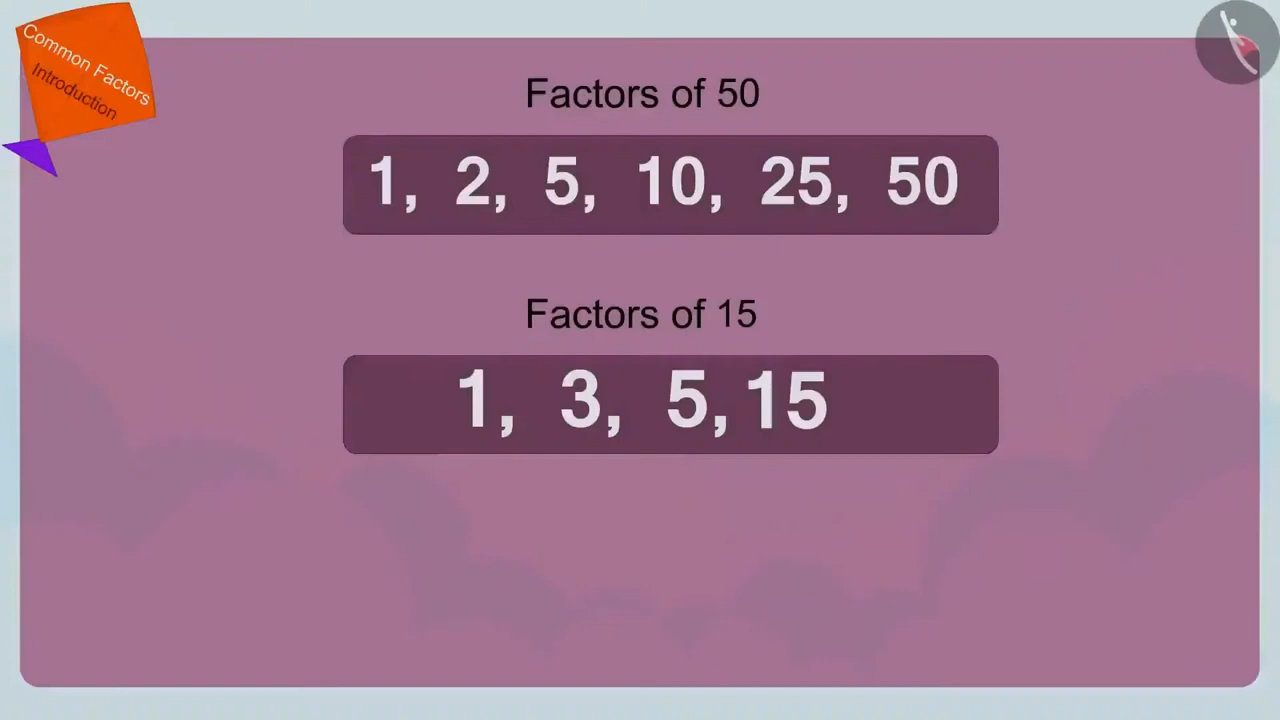 Common Factors
Introduction
Factors of 50
1, 2, 5, 10, 25, 50
Factors of 15
1, 3, 5, 15